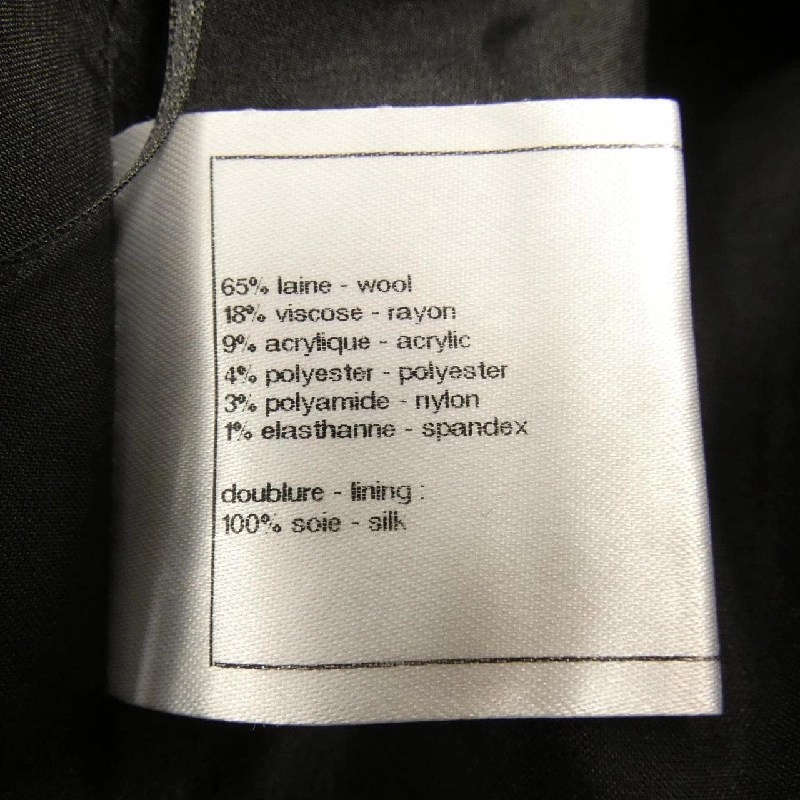 65% laine - wool
18% viscose - rayon
9% acrylique - acrylic
4% polyester - polyester
3% polyamide - nylon
1% elasthanne - spandex
doublure - lining :
100% soie - silk